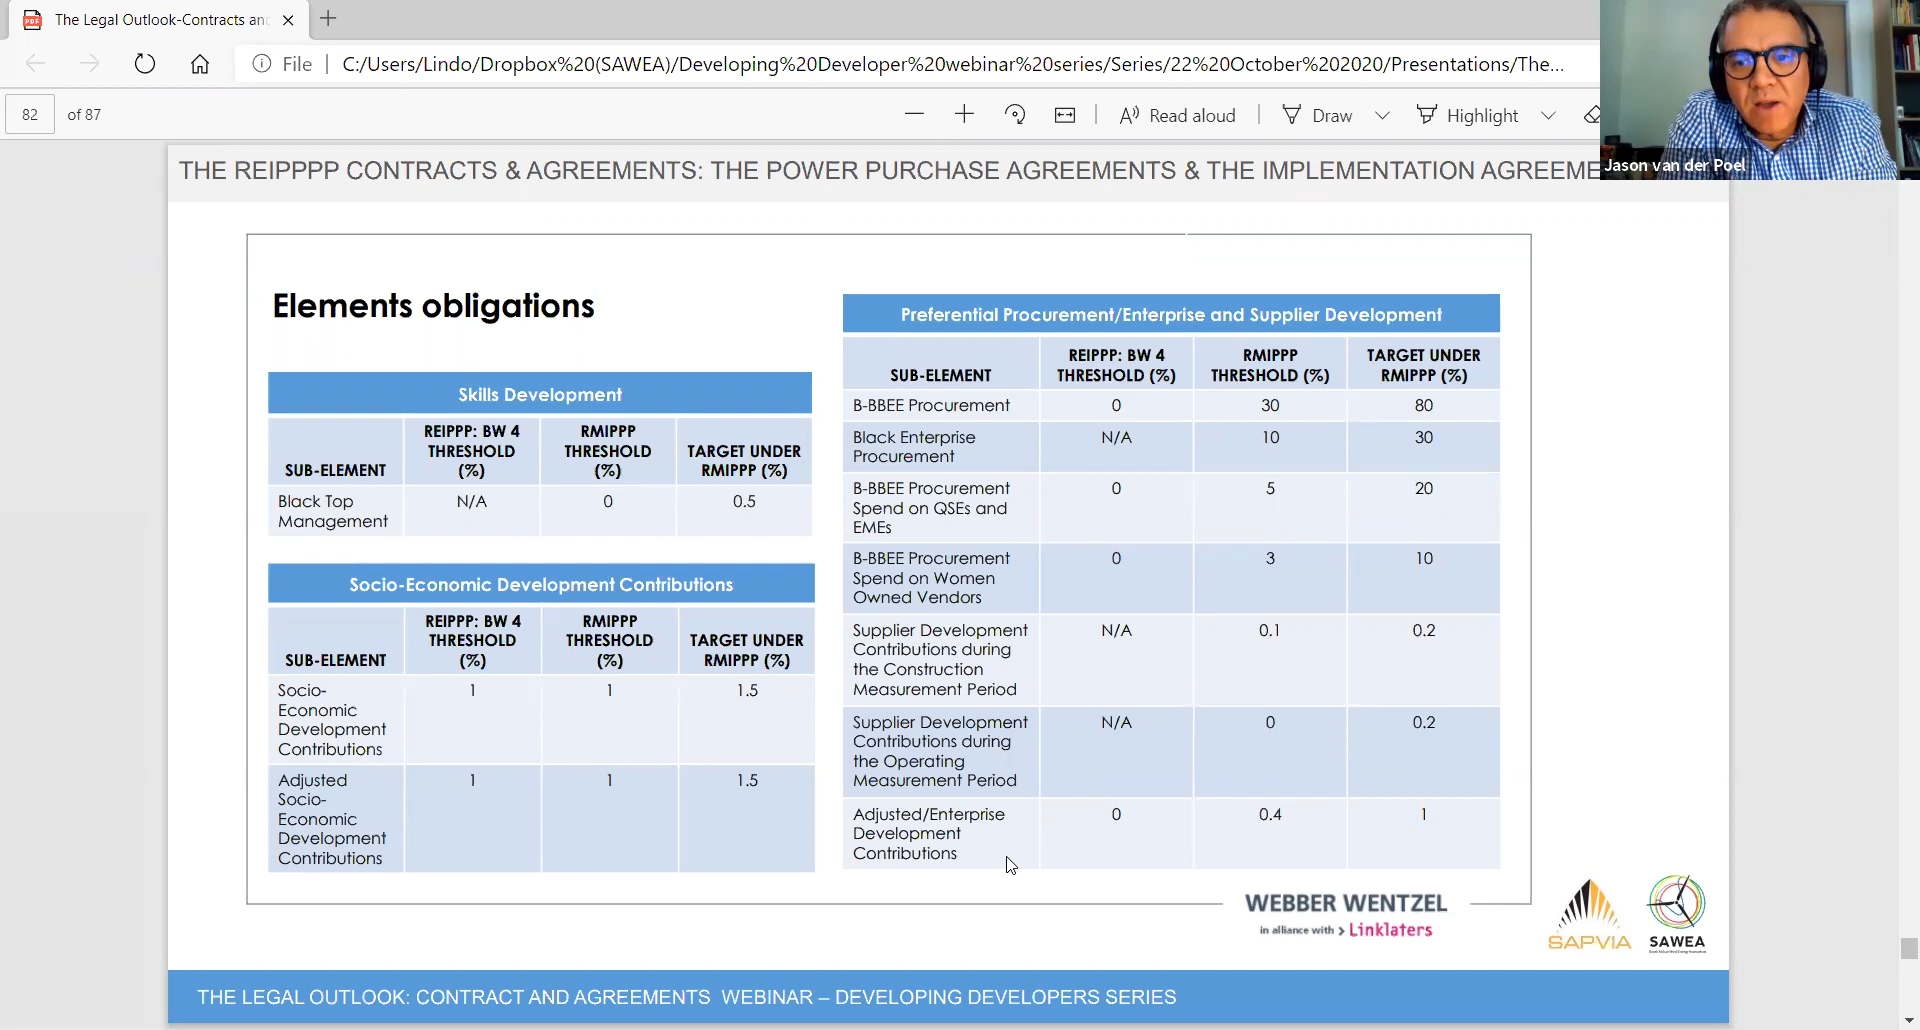 The Legal Outlook-Contracts an
File
C:/Users/Lindo/Dropbox%20(SAWEA)/Developing%20Developer%20webinar%20series/Series/22%20October%202020/Presentations/The...
82 of 87
Read aloud
Draw
Highlight
Jason van der Poel
THE REIPPPP CONTRACTS & AGREEMENTS: THE POWER PURCHASE AGREEMENTS & THE IMPLEMENTATION AGREEME
Elements obligations
Skills Development
SUB-ELEMENT
REIPPP: BW 4
THRESHOLD
(%)
RMIPPP
THRESHOLD
(%)
TARGET UNDER
RMIPPP (%)
Black Top
Management
N/A
0
0.5
Socio-Economic Development Contributions
SUB-ELEMENT
REIPPP: BW 4
THRESHOLD
(%)
RMIPPP
THRESHOLD
(%)
TARGET UNDER
RMIPPP (%)
Socio-
Economic
Development
Contributions
1
1
1.5
Adjusted
Socio-
Economic
Development
Contributions
1
1
1.5
Preferential Procurement/Enterprise and Supplier Development
SUB-ELEMENT
REIPPP: BW 4
THRESHOLD (%)
RMIPPP
THRESHOLD (%)
TARGET UNDER
RMIPPP (%)
B-BBEE Procurement
0
30
80
Black Enterprise
Procurement
N/A
10
30
B-BBEE Procurement
Spend on QSEs and
EMEs
0
5
20
B-BBEE Procurement
Spend on Women
Owned Vendors
0
3
10
Supplier Development
Contributions during
the Construction
Measurement Period
N/A
0.1
0.2
Supplier Development
Contributions during
the Operating
Measurement Period
N/A
0
0.2
Adjusted/Enterprise
Development
Contributions
0
0.4
1
WEBBER WENTZEL
in alliance with > Linklaters
SAPVIA
SAWEA
THE LEGAL OUTLOOK: CONTRACT AND AGREEMENTS WEBINAR – DEVELOPING DEVELOPERS SERIES